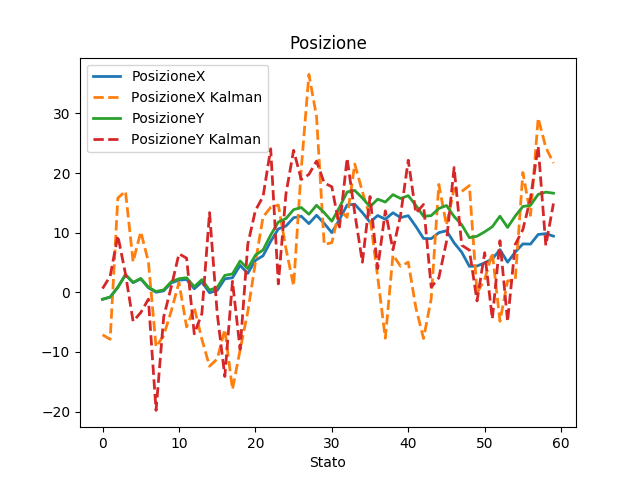 Posizione
PosizioneX
PosizioneX Kalman
PosizioneY
PosizioneY Kalman
30
20
10
0
−10
−20
0 10 20 30 40 50 60
Stato